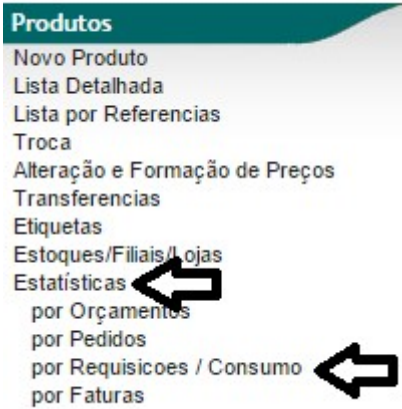 Produtos
Novo Produto
Lista Detalhada
Lista por Referencias
Troca
Alteração e Formação de Preços
Transferencias
Etiquetas
Estoques/Filiais/Lojas
Estatísticas
por Orçamentos
por Pedidos
por Requisicoes / Consumo
por Faturas